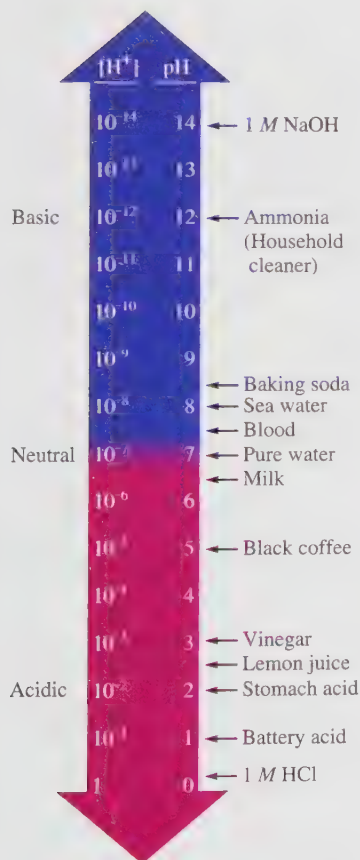 [H⁺] pH
10⁻¹⁴ 14 1 M NaOH
10⁻¹³ 13
Basic 10⁻¹² 12 Ammonia
(Household
cleaner)
10⁻¹¹ 11
10⁻¹⁰ 10
10⁻⁹ 9
Baking soda
10⁻⁸ 8 Sea water
Blood
Neutral 10⁻⁷ 7 Pure water
Milk
10⁻⁶ 6
10⁻⁵ 5 Black coffee
10⁻⁴ 4
10⁻³ 3 Vinegar
Lemon juice
Acidic 10⁻² 2 Stomach acid
10⁻¹ 1 Battery acid
1 0 1 M HCl